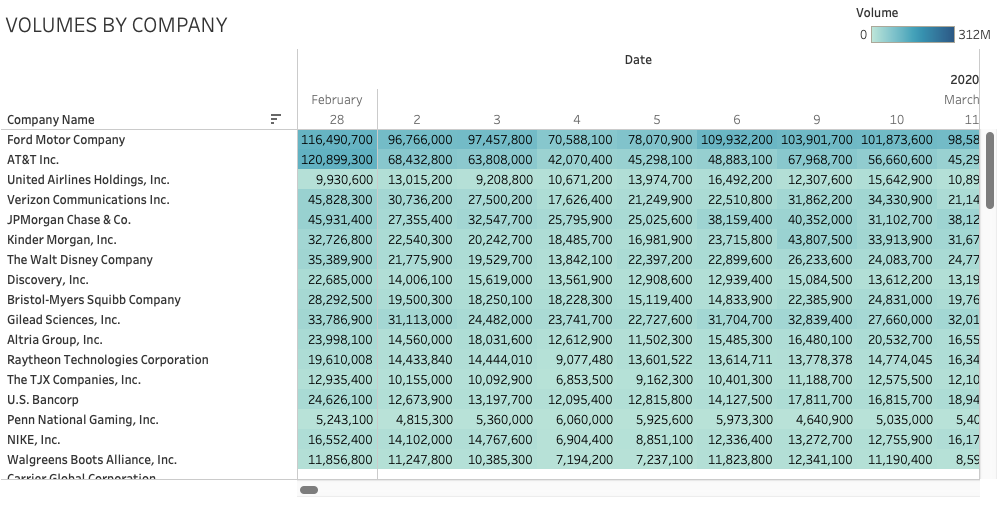 VOLUMES BY COMPANY
Volume
0 312M
Date
2020
February March
Company Name 28 2 3 4 5 6 9 10 11
Ford Motor Company 116,490,700 96,766,000 97,457,800 70,588,100 78,070,900 109,932,200 103,901,700 101,873,600 98,58
AT&T Inc. 120,899,300 68,432,800 63,808,000 42,070,400 45,298,100 48,883,100 67,968,700 56,660,600 45,29
United Airlines Holdings, Inc. 9,930,600 13,015,200 9,208,800 10,671,200 13,974,700 16,492,200 12,307,600 15,642,900 10,89
Verizon Communications Inc. 45,828,300 30,736,200 27,500,200 17,626,400 21,249,900 22,510,800 31,862,200 34,330,900 21,14
JPMorgan Chase & Co. 45,931,400 27,355,400 32,547,700 25,795,900 25,025,600 38,159,400 40,352,000 31,102,700 38,12
Kinder Morgan, Inc. 32,726,800 22,540,300 20,242,700 18,485,700 16,981,900 23,715,800 43,807,500 33,913,900 31,67
The Walt Disney Company 35,389,900 21,775,900 19,529,700 13,842,100 22,397,200 22,899,600 26,233,600 24,083,700 24,77
Discovery, Inc. 22,685,000 14,006,100 15,619,000 13,561,900 12,908,600 12,939,400 15,084,500 13,612,200 13,19
Bristol-Myers Squibb Company 28,292,500 19,500,300 18,250,100 18,228,300 15,119,400 14,833,900 22,385,900 24,831,000 19,76
Gilead Sciences, Inc. 33,786,900 31,113,000 24,482,000 23,741,700 22,727,600 31,704,700 32,839,400 27,660,000 32,01
Altria Group, Inc. 23,998,100 14,560,000 18,031,600 12,612,900 11,502,300 15,485,300 16,480,100 20,532,700 16,55
Raytheon Technologies Corporation 19,610,008 14,433,840 14,444,010 9,077,480 13,601,522 13,614,711 13,778,378 14,774,045 16,34
The TJX Companies, Inc. 12,935,400 10,155,000 10,092,900 6,853,500 9,162,300 10,401,300 11,188,700 12,575,500 12,10
U.S. Bancorp 24,626,100 12,673,900 13,197,700 12,095,400 12,815,800 14,127,500 17,811,700 16,815,700 18,94
Penn National Gaming, Inc. 5,243,100 4,815,300 5,360,000 6,060,000 5,925,600 5,973,300 4,640,900 5,035,000 5,40
NIKE, Inc. 16,552,400 14,102,000 14,767,600 6,904,400 8,851,100 12,336,400 13,272,700 12,755,900 16,17
Walgreens Boots Alliance, Inc. 11,856,800 11,247,800 10,385,300 7,194,200 7,237,100 11,823,800 12,341,100 11,190,400 8,59
Carrier Global Corporation